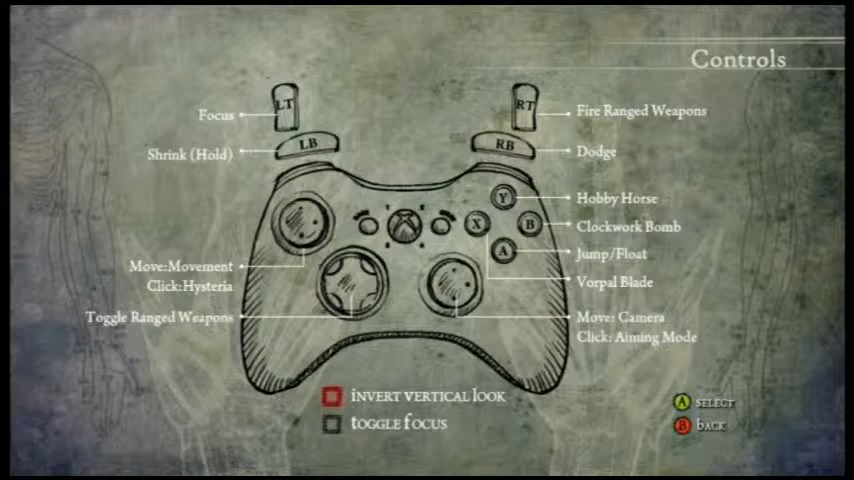 Controls
LT
RT
Focus
Fire Ranged Weapons
LB
RB
Shrink (Hold)
Dodge
Y
Hobby Horse
X
B
Clockwork Bomb
A
Jump/Float
Move:Movement
Click:Hysteria
Vorpal Blade
Toggle Ranged Weapons
Move: Camera
Click: Aiming Mode
INVERT VERTICAL LOOK
TOGGLE FOCUS
A SELECT
B BACK